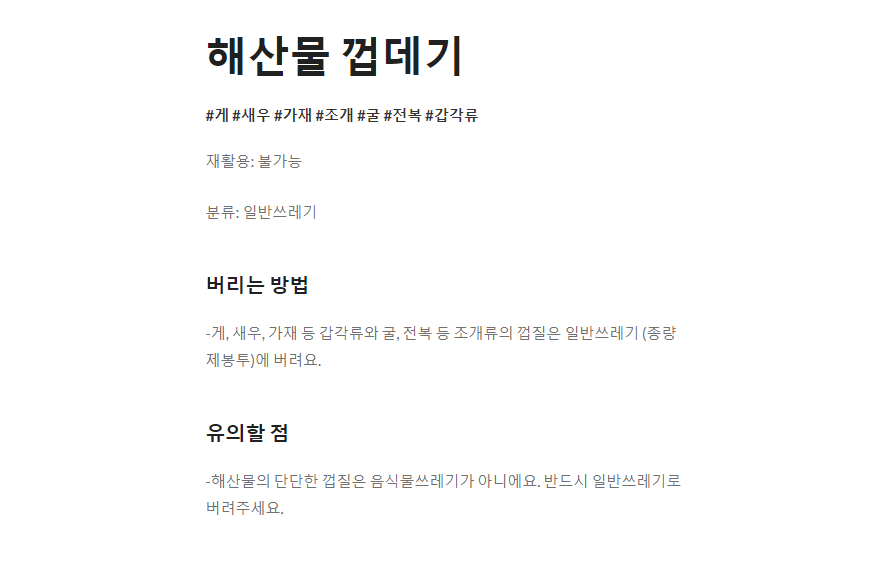 해산물 껍데기
#게 #새우 #가재 #조개 #굴 #전복 #갑각류
재활용: 불가능
분류: 일반쓰레기
버리는 방법
-게, 새우, 가재 등 갑각류와 굴, 전복 등 조개류의 껍질은 일반쓰레기 (종량
제봉투)에 버려요.
유의할 점
-해산물의 단단한 껍질은 음식물쓰레기가 아니에요. 반드시 일반쓰레기로
버려주세요.